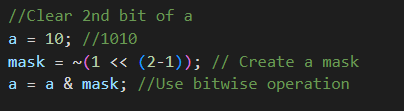 //Clear 2nd bit of a
a = 10; //1010
mask = ~(1 << (2-1)); // Create a mask
a = a & mask; //Use bitwise operation